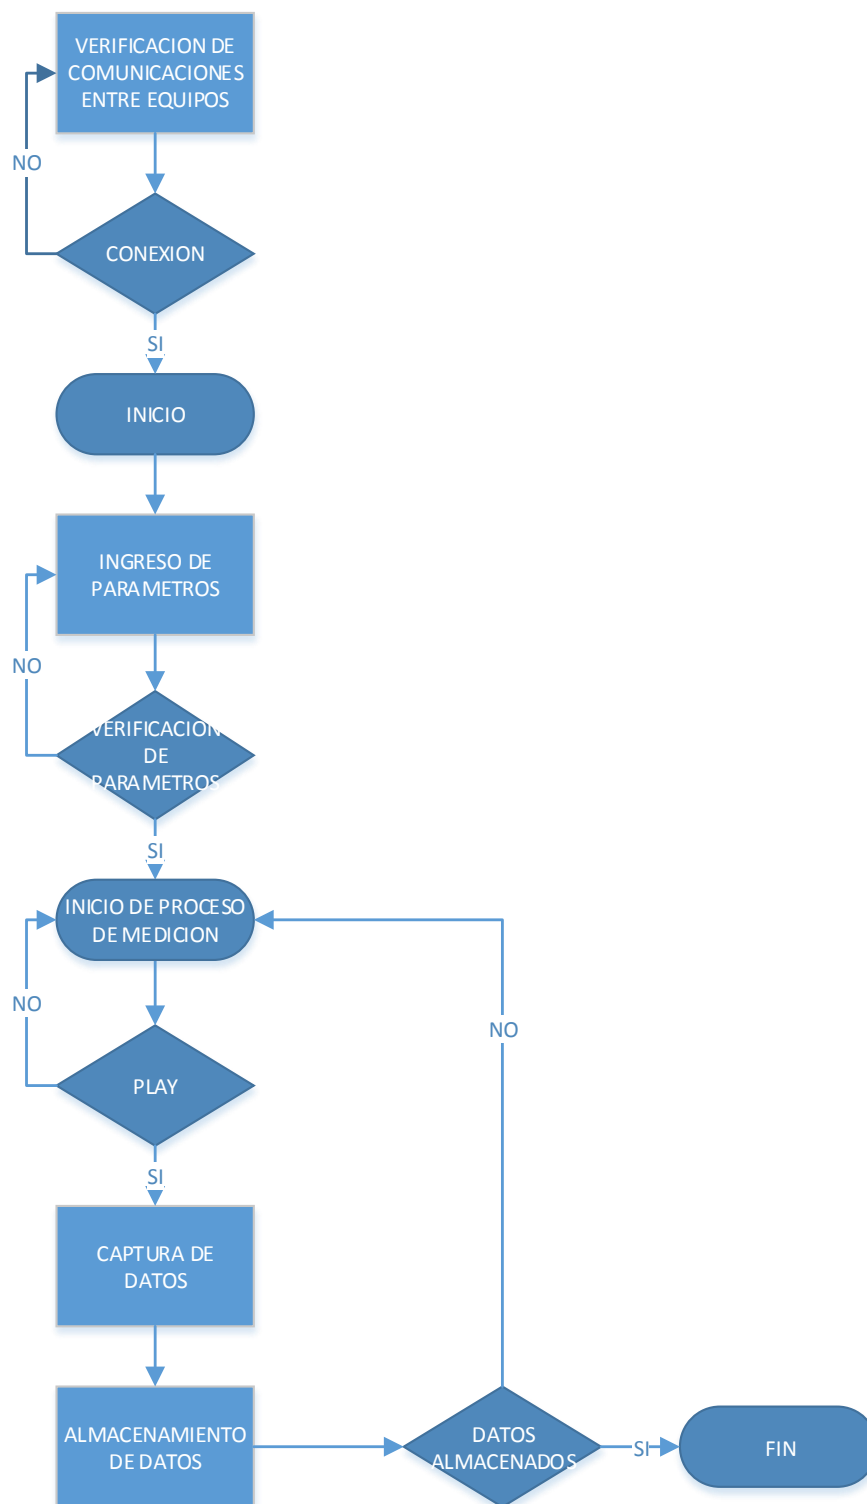 VERIFICACION DE
COMUNICACIONES
ENTRE EQUIPOS
NO
CONEXION
SI
INICIO
INGRESO DE
PARAMETROS
NO
VERIFICACION
DE
PARAMETROS
SI
INICIO DE PROCESO
DE MEDICION
NO
NO
PLAY
SI
CAPTURA DE
DATOS
ALMACENAMIENTO
DE DATOS
DATOS
ALMACENADOS
SI
FIN